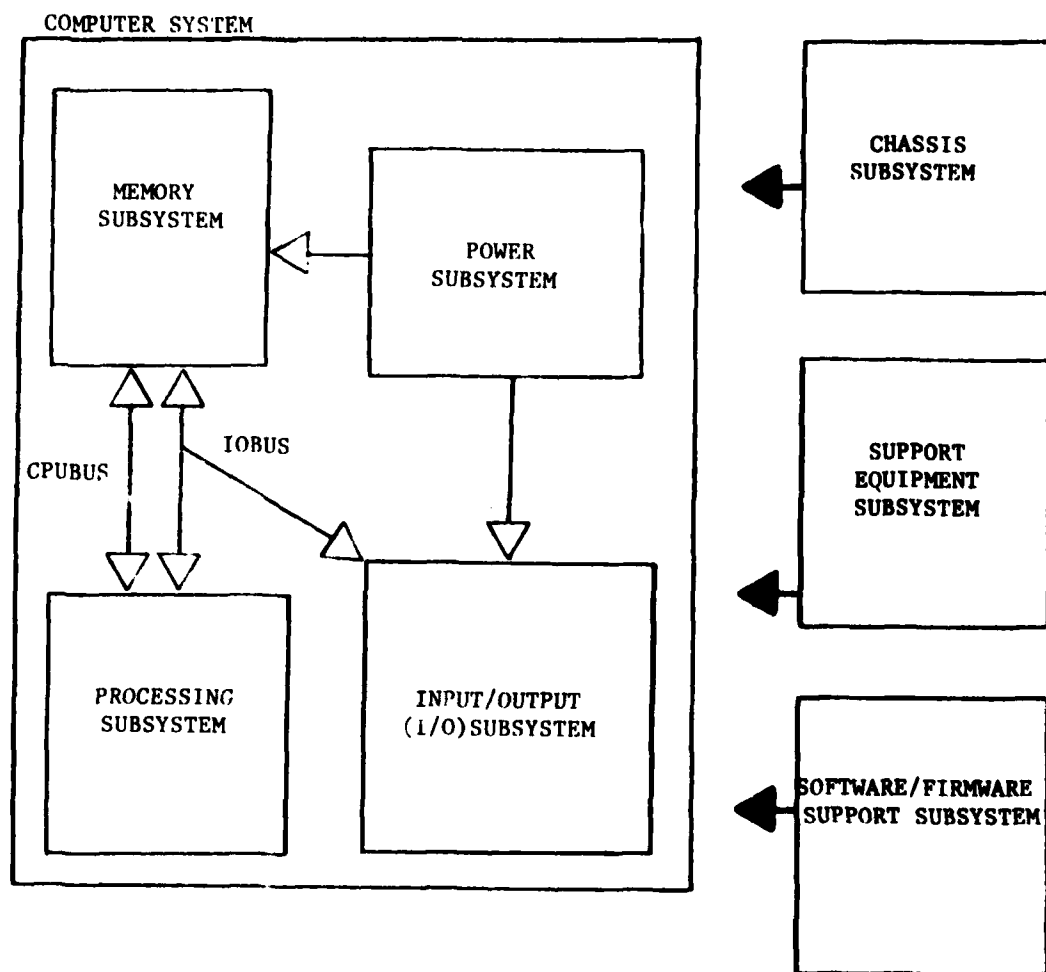 COMPUTER SYSTEM
MEMORY
SUBSYSTEM
POWER
SUBSYSTEM
CPUBUS
IOBUS
PROCESSING
SUBSYSTEM
INPUT/OUTPUT
(I/O)SUBSYSTEM
CHASSIS
SUBSYSTEM
SUPPORT
EQUIPMENT
SUBSYSTEM
SOFTWARE/FIRMWARE
SUPPORT SUBSYSTEM